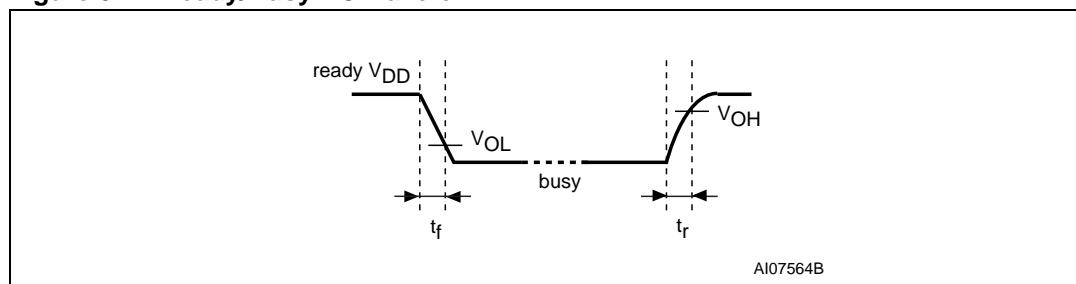 ready VDD
VOL
VOH
busy
tf
tr
AI07564B